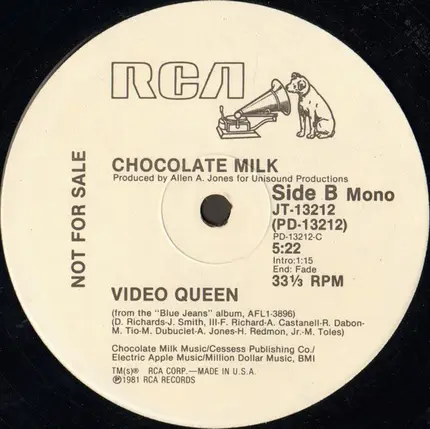 RCA
NOT FOR SALE
CHOCOLATE MILK
Produced by Allen A. Jones for Unisound Productions
Side B Mono
JT-13212
(PD-13212)
PD-13212-C
5:22
Intro:1:15
End: Fade
33⅓ RPM
VIDEO QUEEN
(from the "Blue Jeans" album, AFL1-3896)
(D. Richards-J. Smith, III-F. Richard-A. Castanell-R. Dabon-
M. Tio-M. Dubuclet-A. Jones-H. Redmon, Jr.-M. Toles)
Chocolate Milk Music/Cessess Publishing Co./
Electric Apple Music/Million Dollar Music, BMI
TM(s)® RCA CORP.—MADE IN U.S.A.
℗1981 RCA RECORDS